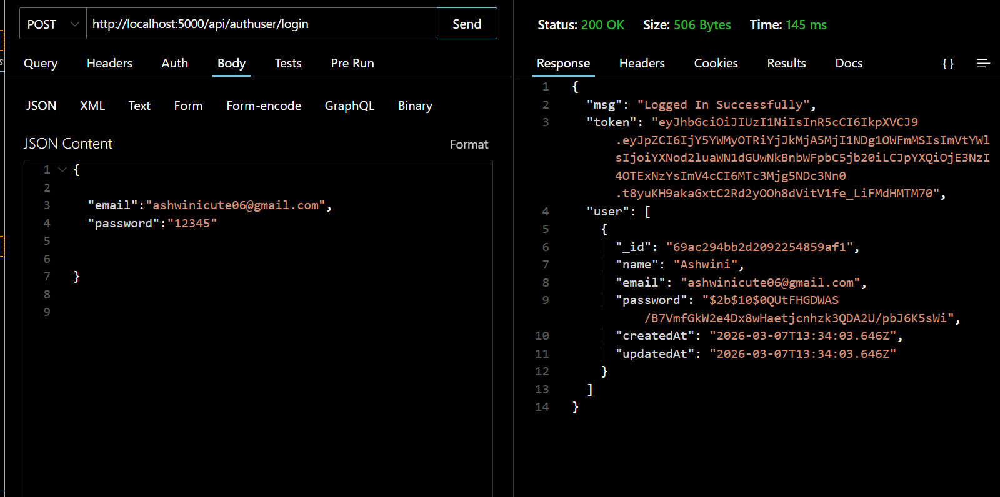 POST
http://localhost:5000/api/authuser/login
Send
Query Headers Auth Body Tests Pre Run
JSON XML Text Form Form-encode GraphQL Binary
JSON Content
Format
1 {
2
3 "email":"ashwinicute06@gmail.com",
4 "password":"12345"
5
6
7 }
8
9
Status: 200 OK Size: 506 Bytes Time: 145 ms
Response Headers Cookies Results Docs {}
1 {
2 "msg": "Logged In Successfully",
3 "token": "eyJhbGciOiJIUzI1NiIsInR5cCI6IkpXVCJ9
.eyJpZCI6IjY5YWMyOTRiYjJkMjA5MjI1NDg1OWFmMSIsImVtYWl
sIjoiYXNod2luaWN1dGUwNkBnbWFpbC5jb20iLCJpYXQiOjE3NzI
4OTExNzYsImV4cCI6MTc3Mjg5NDc3Nn0
.t8yuKH9akaGxtC2Rd2yOOh8dVitV1fe_LiFMdHMTM70",
4 "user": [
5 {
6 "_id": "69ac294bb2d2092254859af1",
7 "name": "Ashwini",
8 "email": "ashwinicute06@gmail.com",
9 "password": "$2b$10$0QUtFHGDWAS
/B7VmfGkW2e4Dx8wHaetjcnhzk3QDA2U/pbJ6K5sWi",
10 "createdAt": "2026-03-07T13:34:03.646Z",
11 "updatedAt": "2026-03-07T13:34:03.646Z"
12 }
13 ]
14 }